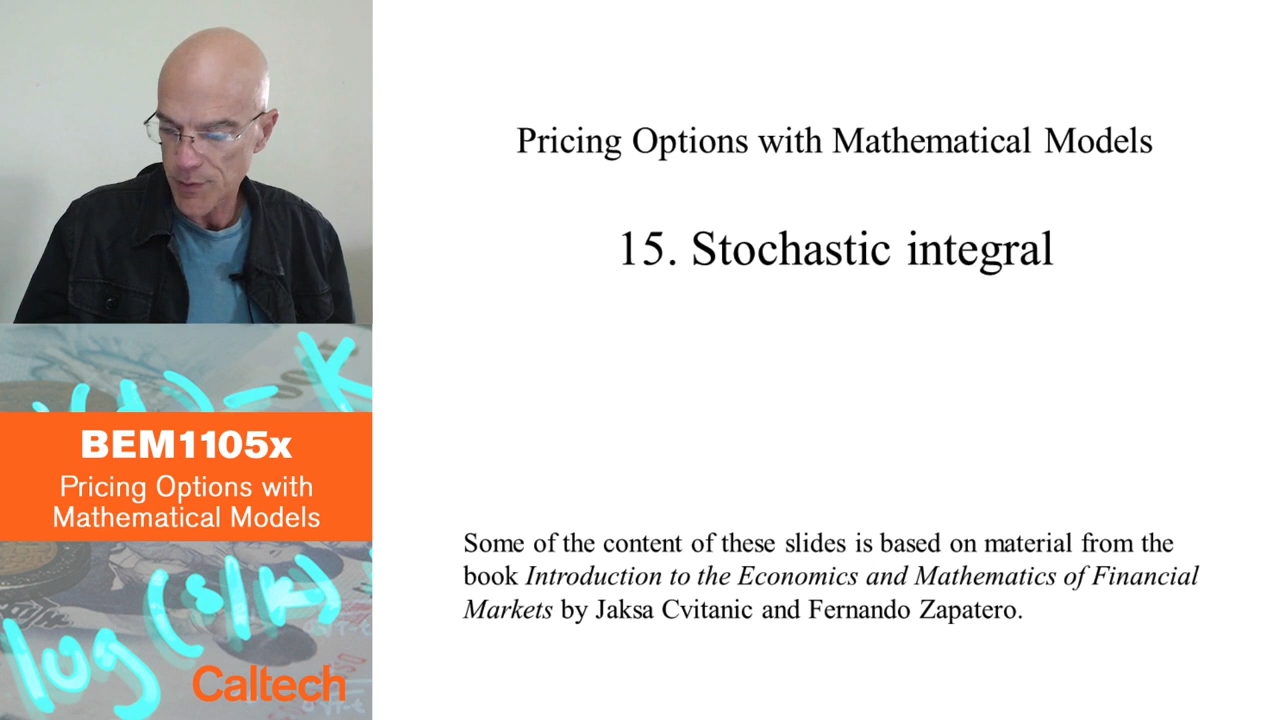 Pricing Options with Mathematical Models
15. Stochastic integral
Some of the content of these slides is based on material from the
book Introduction to the Economics and Mathematics of Financial
Markets by Jaksa Cvitanic and Fernando Zapatero.
BEM1105x
Pricing Options with
Mathematical Models
log(s/k)
Caltech